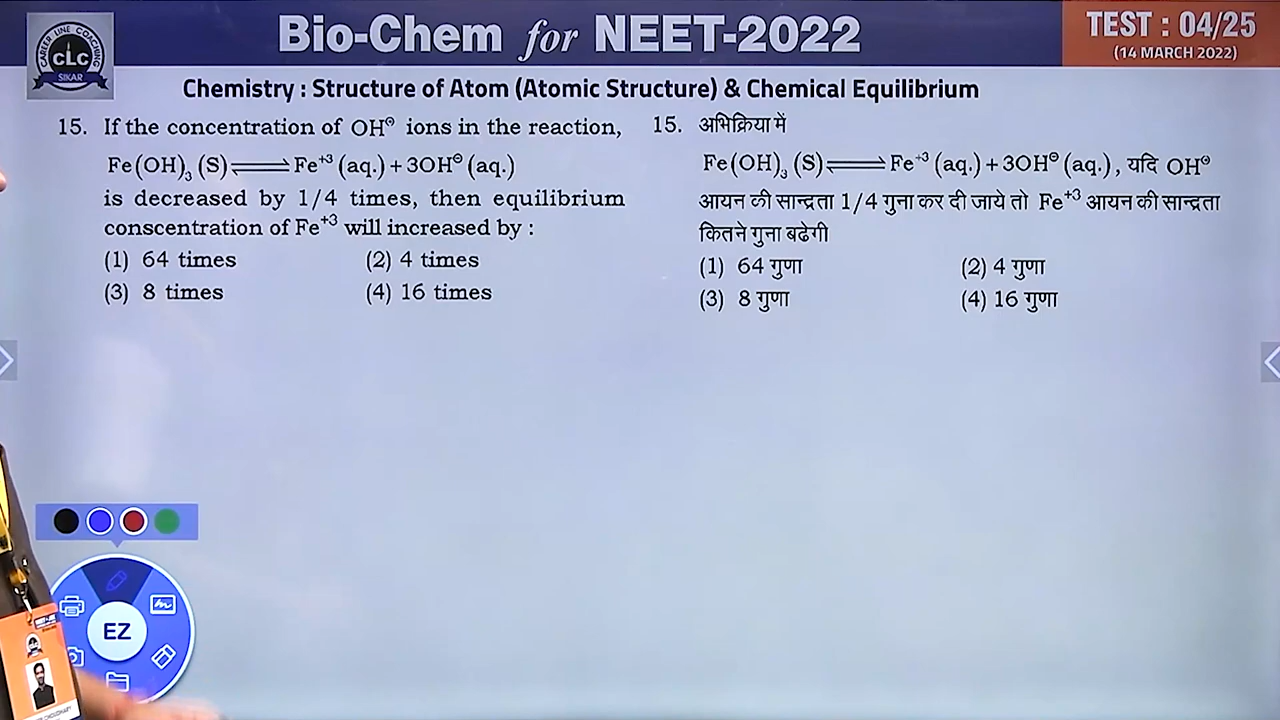 CAREER LINE COACHING
CLC
SIKAR
Bio-Chem for NEET-2022
TEST : 04/25
(14 MARCH 2022)
Chemistry : Structure of Atom (Atomic Structure) & Chemical Equilibrium
15. If the concentration of OH⊖ ions in the reaction,
Fe(OH)₃ (S) ⇌ Fe⁺³ (aq.) + 3OH⊖ (aq.)
is decreased by 1/4 times, then equilibrium
conscentration of Fe⁺³ will increased by :
(1) 64 times (2) 4 times
(3) 8 times (4) 16 times
15. अभिक्रिया में
Fe(OH)₃ (S) ⇌ Fe⁺³ (aq.) + 3OH⊖ (aq.), यदि OH⊖
आयन की सान्द्रता 1/4 गुना कर दी जाये तो Fe⁺³ आयन की सान्द्रता
कितने गुना बढेगी
(1) 64 गुणा (2) 4 गुणा
(3) 8 गुणा (4) 16 गुणा
EZ